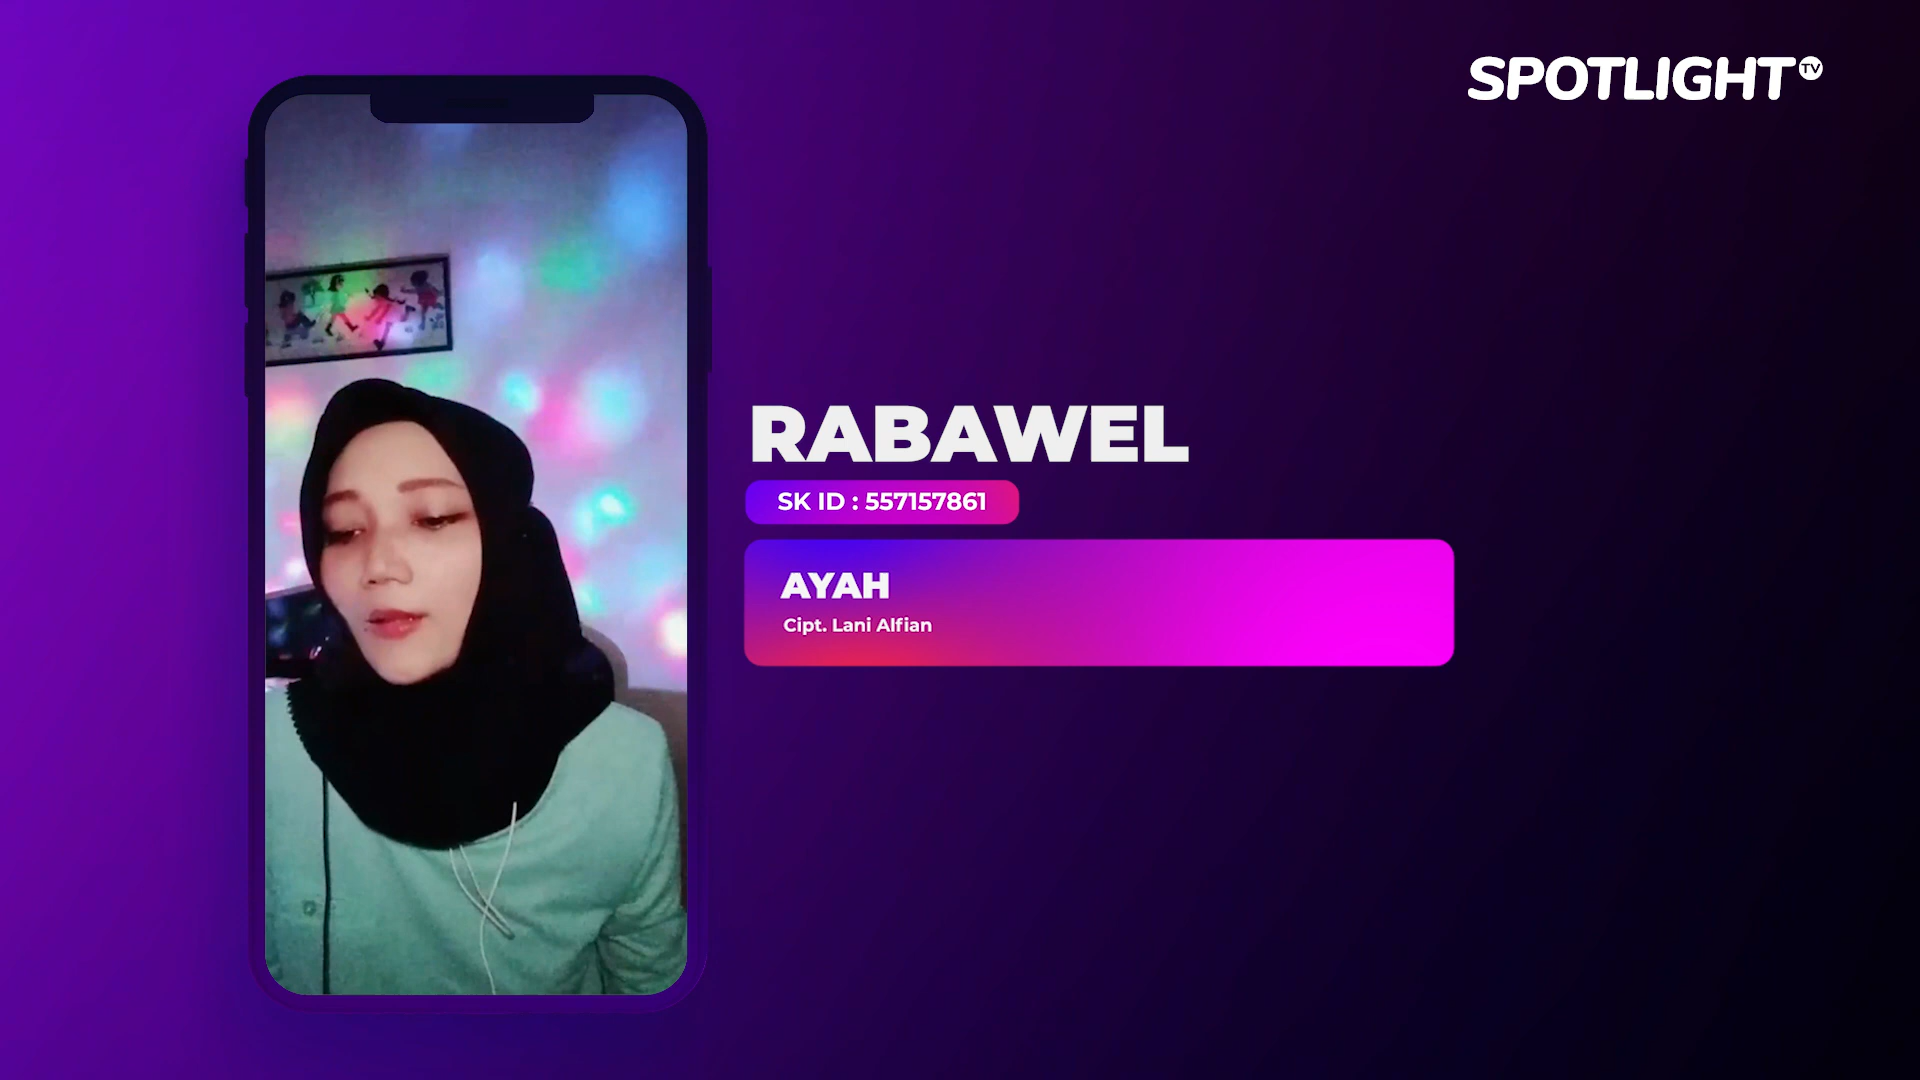 SPOTLIGHT TV
RABAWEL
SK ID : 557157861
AYAH
Cipt. Lani Alfian